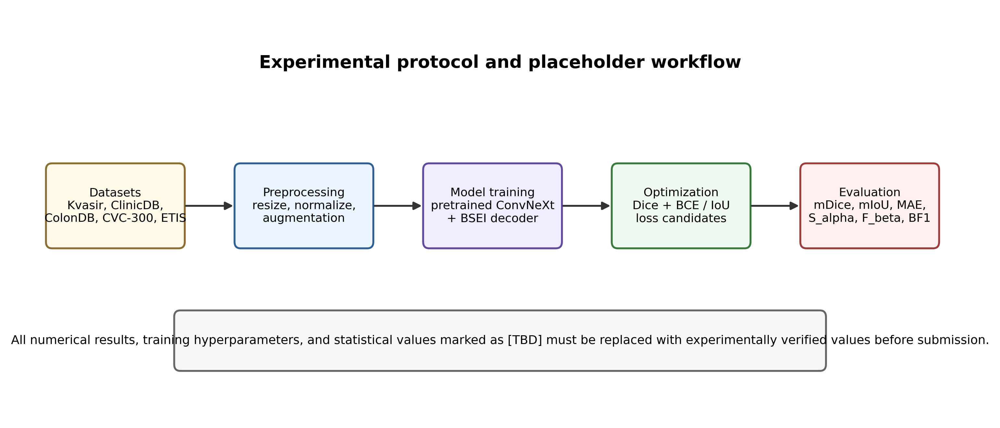 Experimental protocol and placeholder workflow
Datasets
Kvasir, ClinicDB,
ColonDB, CVC-300, ETIS
Preprocessing
resize, normalize,
augmentation
Model training
pretrained ConvNeXt
+ BSEI decoder
Optimization
Dice + BCE / IoU
loss candidates
Evaluation
mDice, mIoU, MAE,
S_alpha, F_beta, BF1
All numerical results, training hyperparameters, and statistical values marked as [TBD] must be replaced with experimentally verified values before submission.